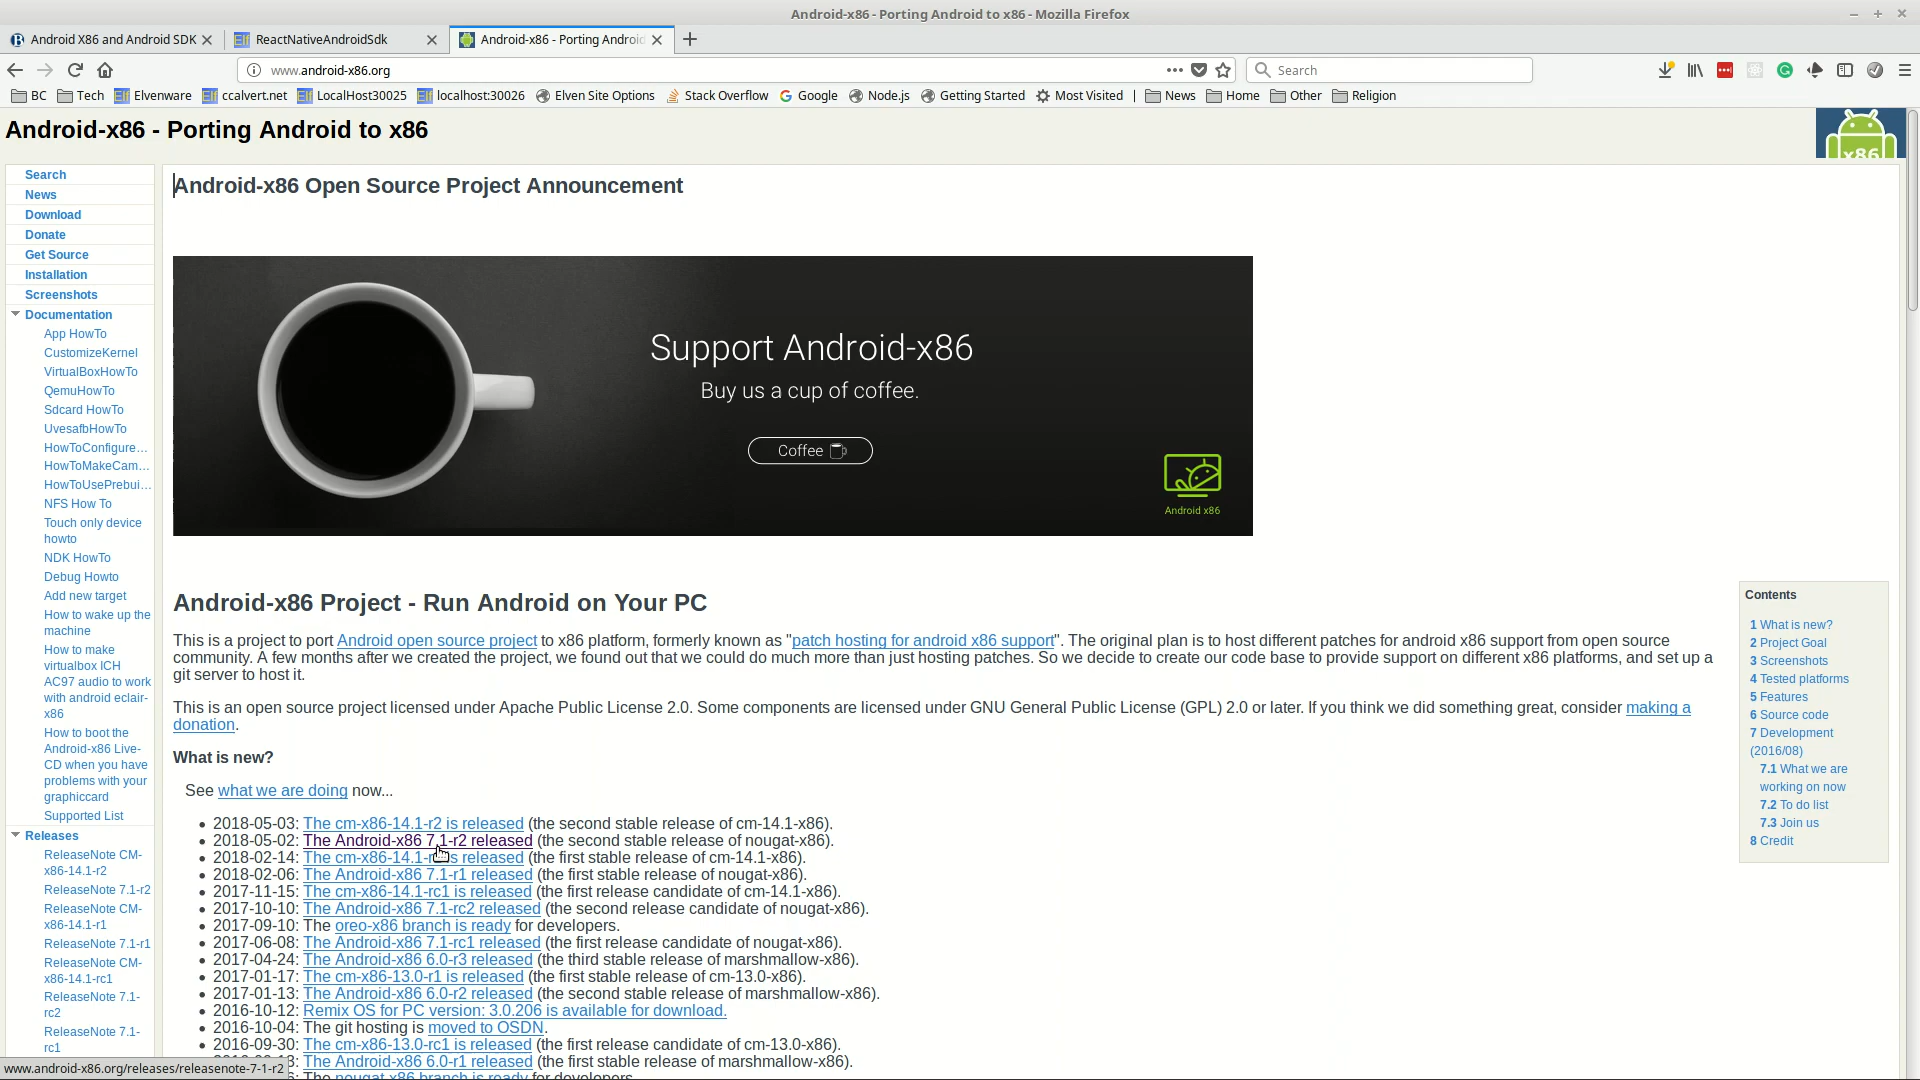 Android-x86 - Porting Android to x86 - Mozilla Firefox
Android X86 and Android SDK
ReactNativeAndroidSdk
Android-x86 - Porting Android
www.android-x86.org
Search
BC Tech Elvenware ccalvert.net LocalHost30025 localhost:30026 Elven Site Options Stack Overflow Google Node.js Getting Started Most Visited News Home Other Religion
Android-x86 - Porting Android to x86
x86
Search
News
Download
Donate
Get Source
Installation
Screenshots
Documentation
App HowTo
CustomizeKernel
VirtualBoxHowTo
QemuHowTo
Sdcard HowTo
UvesafbHowTo
HowToConfigure...
HowToMakeCam...
HowToUsePrebui...
NFS How To
Touch only device
howto
NDK HowTo
Debug Howto
Add new target
How to wake up the
machine
How to make
virtualbox ICH
AC97 audio to work
with android eclair-
x86
How to boot the
Android-x86 Live-
CD when you have
problems with your
graphiccard
Supported List
Releases
ReleaseNote CM-
x86-14.1-r2
ReleaseNote 7.1-r2
ReleaseNote CM-
x86-14.1-r1
ReleaseNote 7.1-r1
ReleaseNote CM-
x86-14.1-rc1
ReleaseNote 7.1-
rc2
ReleaseNote 7.1-
rc1
Android-x86 Open Source Project Announcement
Support Android-x86
Buy us a cup of coffee.
Coffee
Android x86
Android-x86 Project - Run Android on Your PC
This is a project to port Android open source project to x86 platform, formerly known as "patch hosting for android x86 support". The original plan is to host different patches for android x86 support from open source
community. A few months after we created the project, we found out that we could do much more than just hosting patches. So we decide to create our code base to provide support on different x86 platforms, and set up a
git server to host it.
This is an open source project licensed under Apache Public License 2.0. Some components are licensed under GNU General Public License (GPL) 2.0 or later. If you think we did something great, consider making a
donation.
What is new?
See what we are doing now...
2018-05-03: The cm-x86-14.1-r2 is released (the second stable release of cm-14.1-x86).
2018-05-02: The Android-x86 7.1-r2 released (the second stable release of nougat-x86).
2018-02-14: The cm-x86-14.1-r is released (the first stable release of cm-14.1-x86).
2018-02-06: The Android-x86 7.1-r1 released (the first stable release of nougat-x86).
2017-11-15: The cm-x86-14.1-rc1 is released (the first release candidate of cm-14.1-x86).
2017-10-10: The Android-x86 7.1-rc2 released (the second release candidate of nougat-x86).
2017-09-10: The oreo-x86 branch is ready for developers.
2017-06-08: The Android-x86 7.1-rc1 released (the first release candidate of nougat-x86).
2017-04-24: The Android-x86 6.0-r3 released (the third stable release of marshmallow-x86).
2017-01-17: The cm-x86-13.0-r1 is released (the first stable release of cm-13.0-x86).
2017-01-13: The Android-x86 6.0-r2 released (the second stable release of marshmallow-x86).
2016-10-12: Remix OS for PC version: 3.0.206 is available for download.
2016-10-04: The git hosting is moved to OSDN.
2016-09-30: The cm-x86-13.0-rc1 is released (the first release candidate of cm-13.0-x86).
The Android-x86 6.0-r1 released (the first stable release of marshmallow-x86).
The nougat-x86 branch is ready for developers.
Contents
1 What is new?
2 Project Goal
3 Screenshots
4 Tested platforms
5 Features
6 Source code
7 Development
(2016/08)
7.1 What we are
working on now
7.2 To do list
7.3 Join us
8 Credit
www.android-x86.org/releases/releasenote-7-1-r2